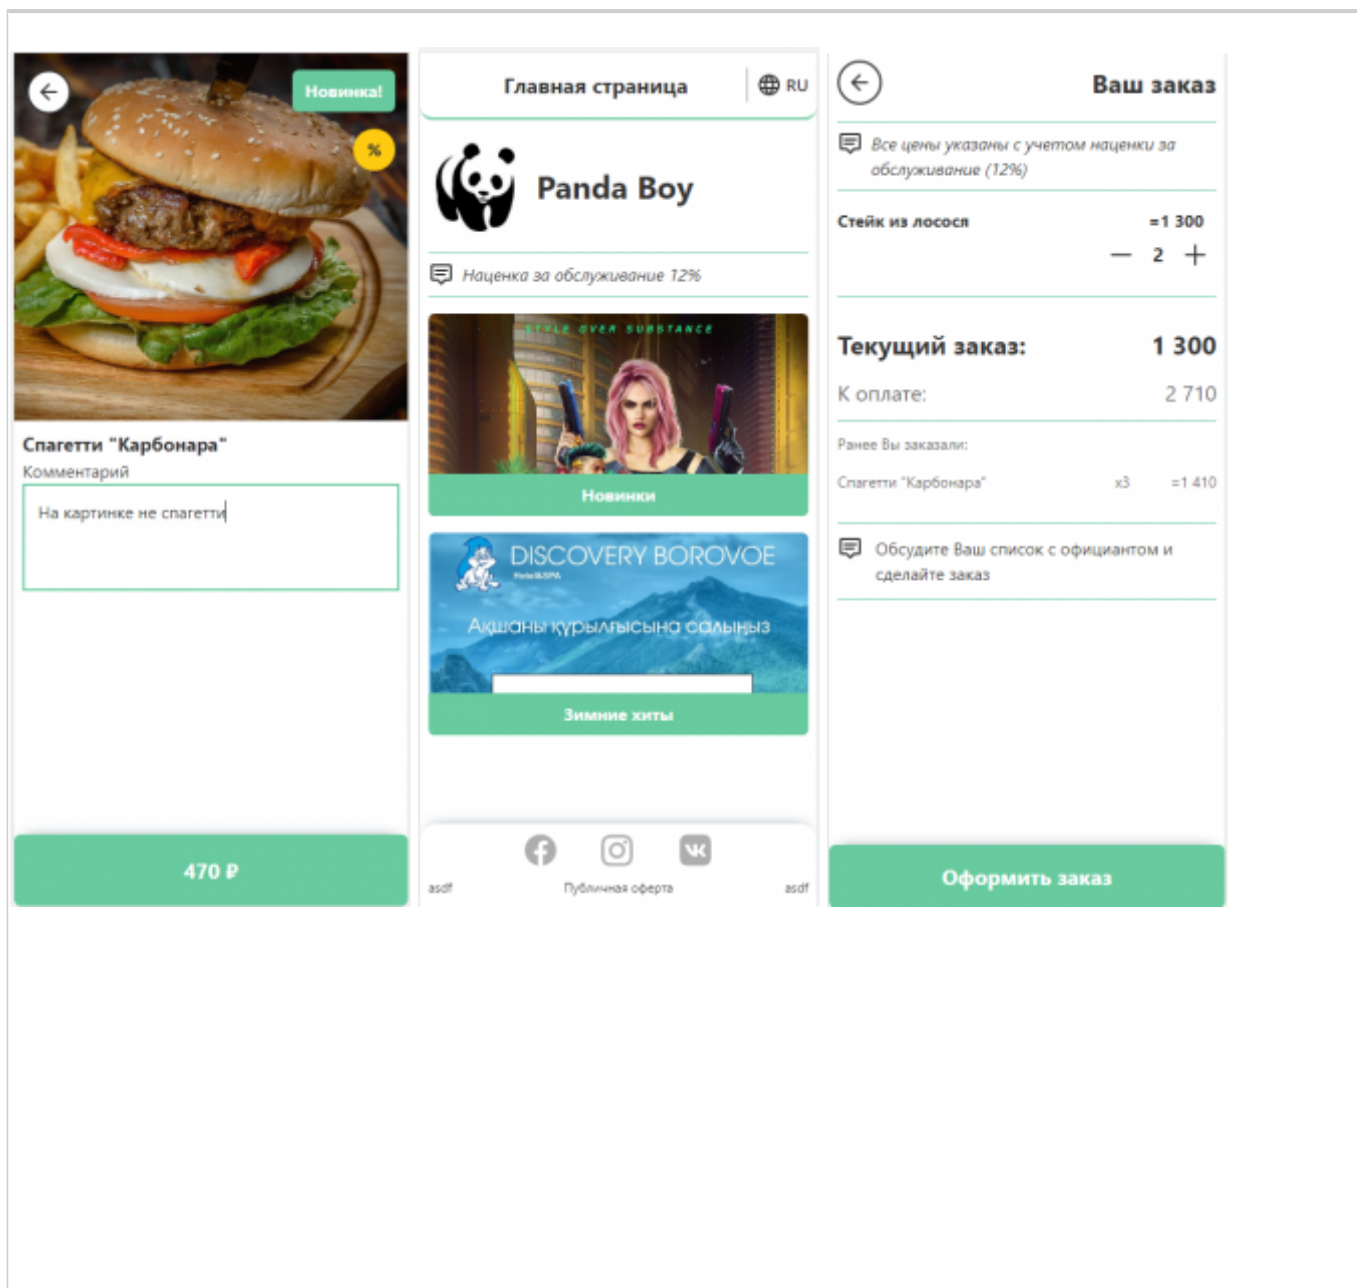 Новинка!
%
Спагетти "Карбонара"
Комментарий
На картинке не спагетти
470 ₽
Главная страница
RU
Panda Boy
Наценка за обслуживание 12%
STYLE OVER SUBSTANCE
Новинки
DISCOVERY BOROVOE
Hotel&SPA
Ақшаны құрылғысына салыңыз
Зимние хиты
asdf Публичная оферта asdf
Ваш заказ
Все цены указаны с учетом наценки за
обслуживание (12%)
Стейк из лосося =1 300
— 2 +
Текущий заказ: 1 300
К оплате: 2 710
Ранее Вы заказали:
Спагетти "Карбонара" x3 =1 410
Обсудите Ваш список с официантом и
сделайте заказ
Оформить заказ